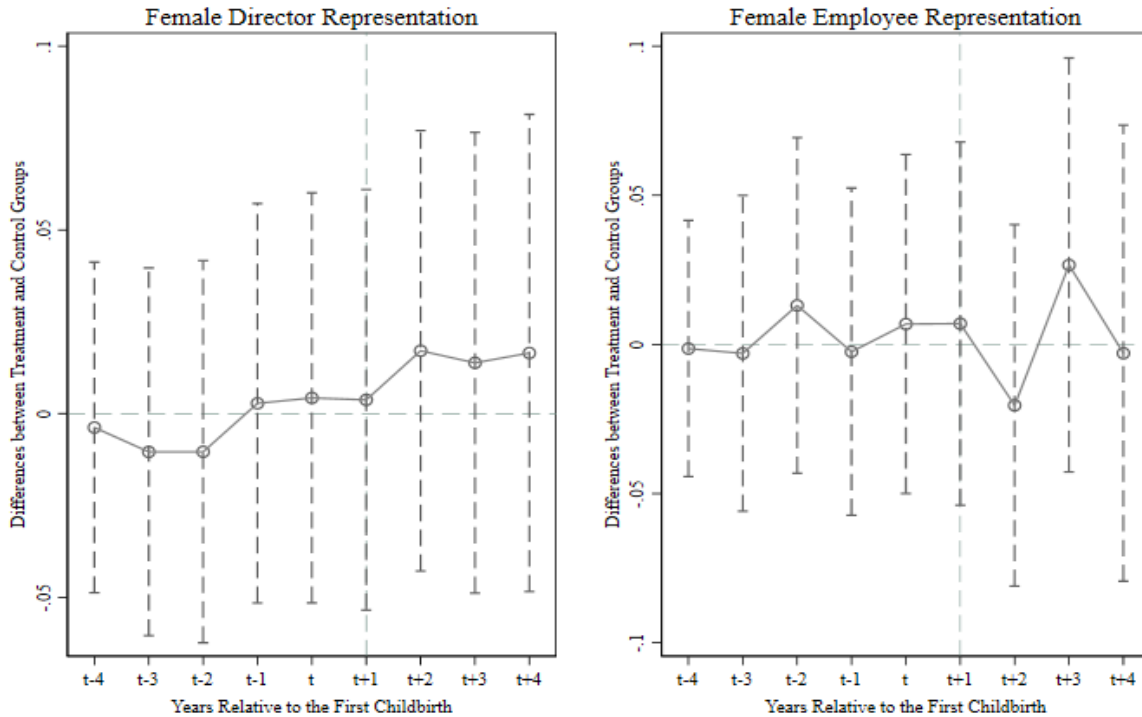 Female Director Representation
Differences between Treatment and Control Groups
.1
.05
0
-.05
t-4 t-3 t-2 t-1 t t+1 t+2 t+3 t+4
Years Relative to the First Childbirth
Female Employee Representation
Differences between Treatment and Control Groups
.1
.05
0
-.05
-.1
t-4 t-3 t-2 t-1 t t+1 t+2 t+3 t+4
Years Relative to the First Childbirth